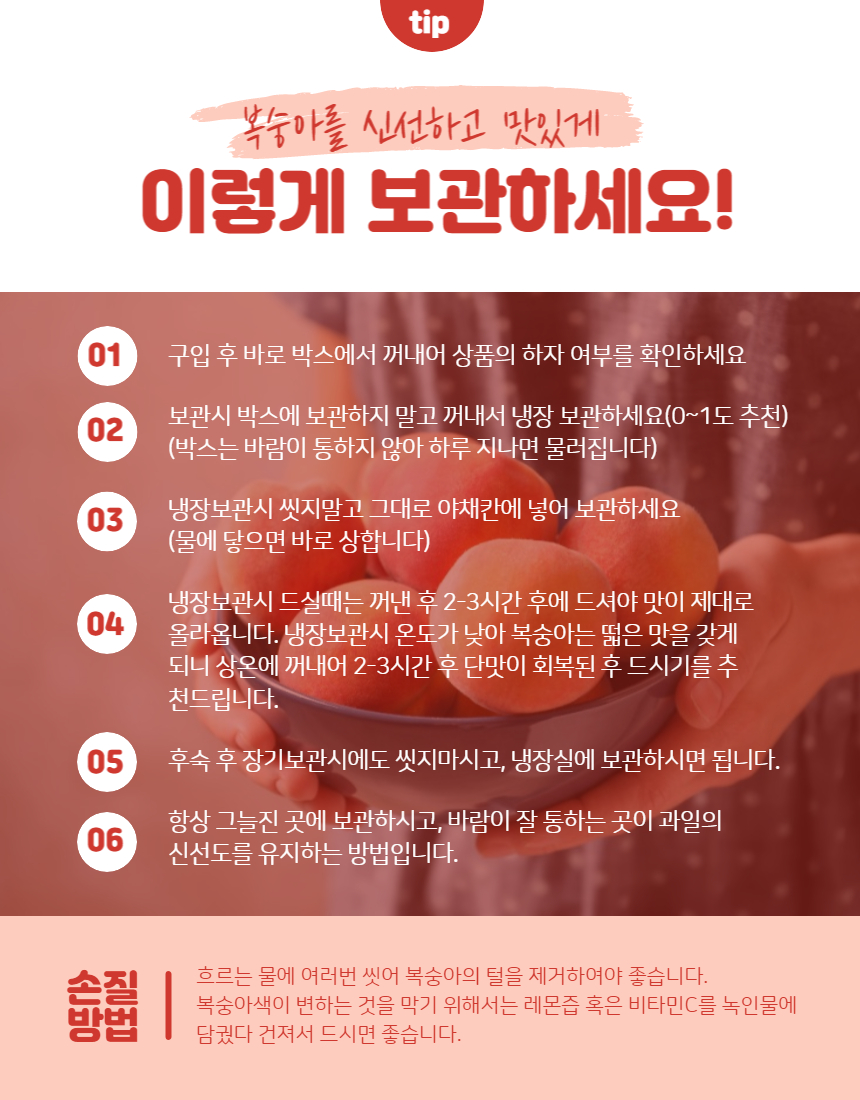 tip
복숭아를 신선하고 맛있게
이렇게 보관하세요!
01
구입 후 바로 박스에서 꺼내어 상품의 하자 여부를 확인하세요
02
보관시 박스에 보관하지 말고 꺼내서 냉장 보관하세요(0~1도 추천)
(박스는 바람이 통하지 않아 하루 지나면 물러집니다)
03
냉장보관시 씻지말고 그대로 야채칸에 넣어 보관하세요
(물에 닿으면 바로 상합니다)
04
냉장보관시 드실때는 꺼낸 후 2-3시간 후에 드셔야 맛이 제대로
올라옵니다. 냉장보관시 온도가 낮아 복숭아는 떫은 맛을 갖게
되니 상온에 꺼내어 2-3시간 후 단맛이 회복된 후 드시기를 추
천드립니다.
05
후숙 후 장기보관시에도 씻지마시고, 냉장실에 보관하시면 됩니다.
06
항상 그늘진 곳에 보관하시고, 바람이 잘 통하는 곳이 과일의
신선도를 유지하는 방법입니다.
손질
방법
흐르는 물에 여러번 씻어 복숭아의 털을 제거하여야 좋습니다.
복숭아색이 변하는 것을 막기 위해서는 레몬즙 혹은 비타민C를 녹인물에
담궜다 건져서 드시면 좋습니다.